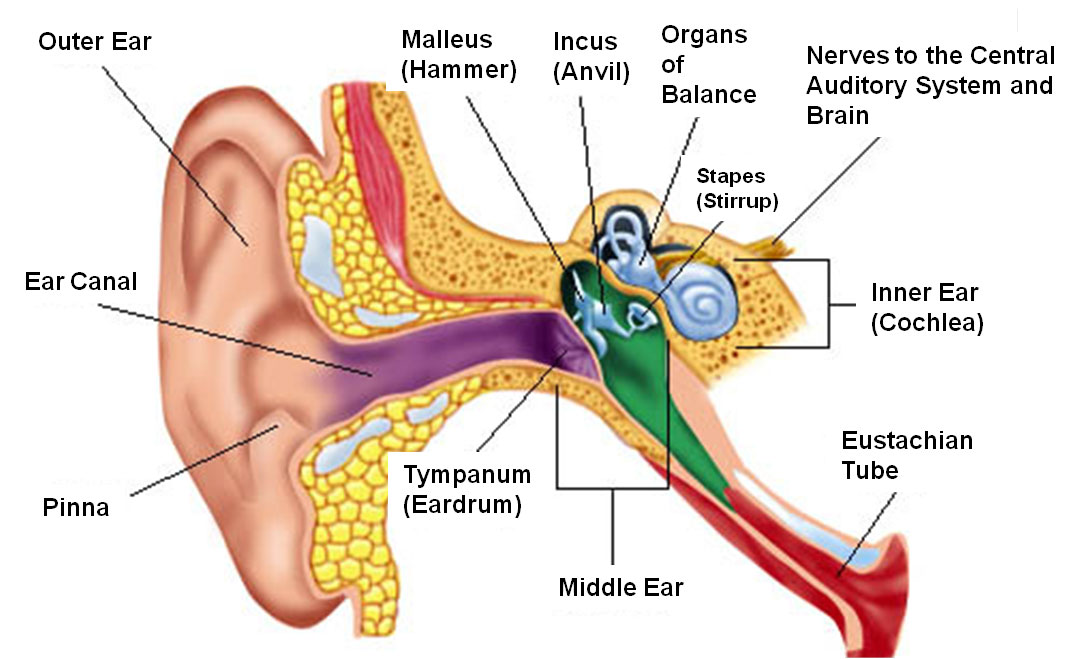 Outer Ear
Malleus
(Hammer)
Incus
(Anvil)
Organs
of
Balance
Nerves to the Central
Auditory System and
Brain
Stapes
(Stirrup)
Ear Canal
Inner Ear
(Cochlea)
Eustachian
Tube
Tympanum
(Eardrum)
Pinna
Middle Ear